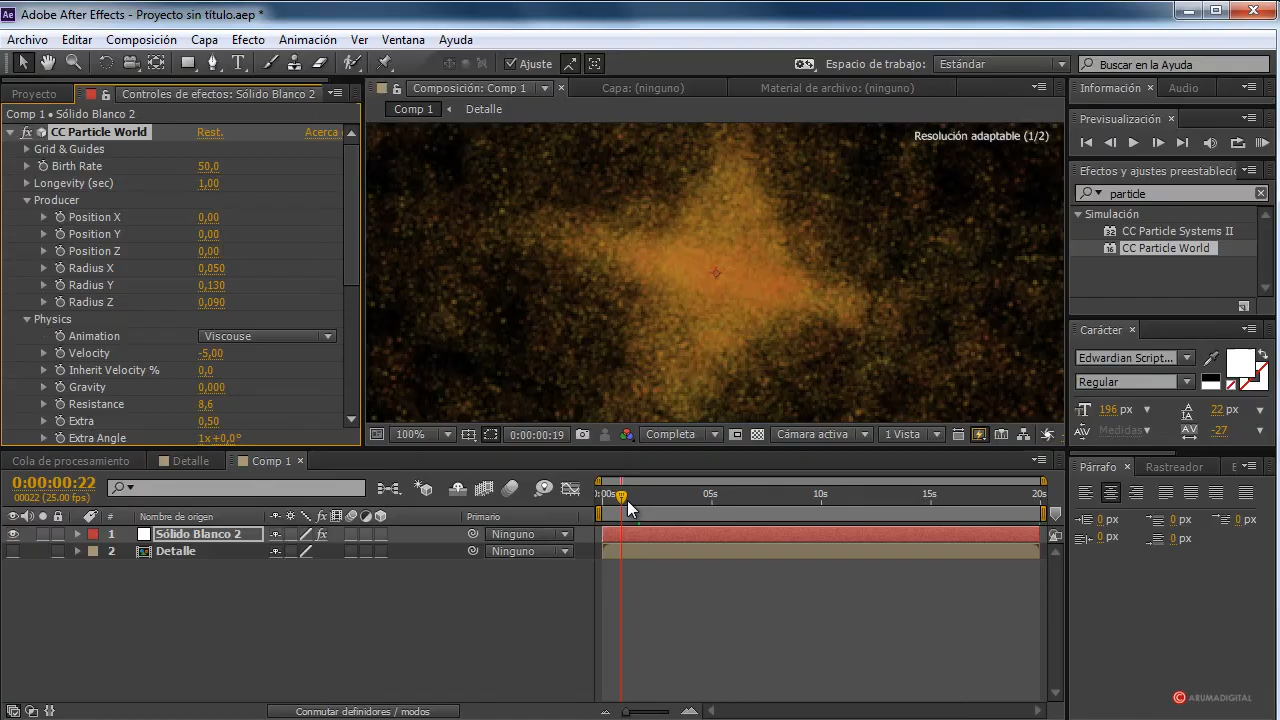 Adobe After Effects - Proyecto sin título.aep *
Archivo Editar Composición Capa Efecto Animación Ver Ventana Ayuda
Ajuste Espacio de trabajo: Estándar Buscar en la Ayuda
Proyecto Controles de efectos: Sólido Blanco 2
Comp 1 • Sólido Blanco 2
fx CC Particle World Rest. Acerca
Grid & Guides
Birth Rate 50,0
Longevity (sec) 1,00
Producer
Position X 0,00
Position Y 0,00
Position Z 0,00
Radius X 0,050
Radius Y 0,130
Radius Z 0,090
Physics
Animation Viscouse
Velocity -5,00
Inherit Velocity % 0,0
Gravity 0,000
Resistance 8,6
Extra 0,50
Extra Angle 1x+0,0°
Composición: Comp 1 Capa: (ninguno) Material de archivo: (ninguno)
Comp 1 Detalle
Resolución adaptable (1/2)
100% 0:00:00:19 Completa Cámara activa 1 Vista
Información Audio
Previsualización
Efectos y ajustes preestableci
particle
Simulación
32 CC Particle Systems II
16 CC Particle World
Carácter
Edwardian Script...
Regular
196 px 22 px
Medidas -27
Párrafo Rastreador E
0 px 0 px 0 px
0 px 0 px
Cola de procesamiento Detalle Comp 1
0:00:00:22
00022 (25.00 fps)
0:00s 05s 10s 15s 20s
# Nombre de origen fx Primario
1 Sólido Blanco 2 fx Ninguno
2 Detalle Ninguno
Conmutar definidores / modos
© ARUMADIGITAL